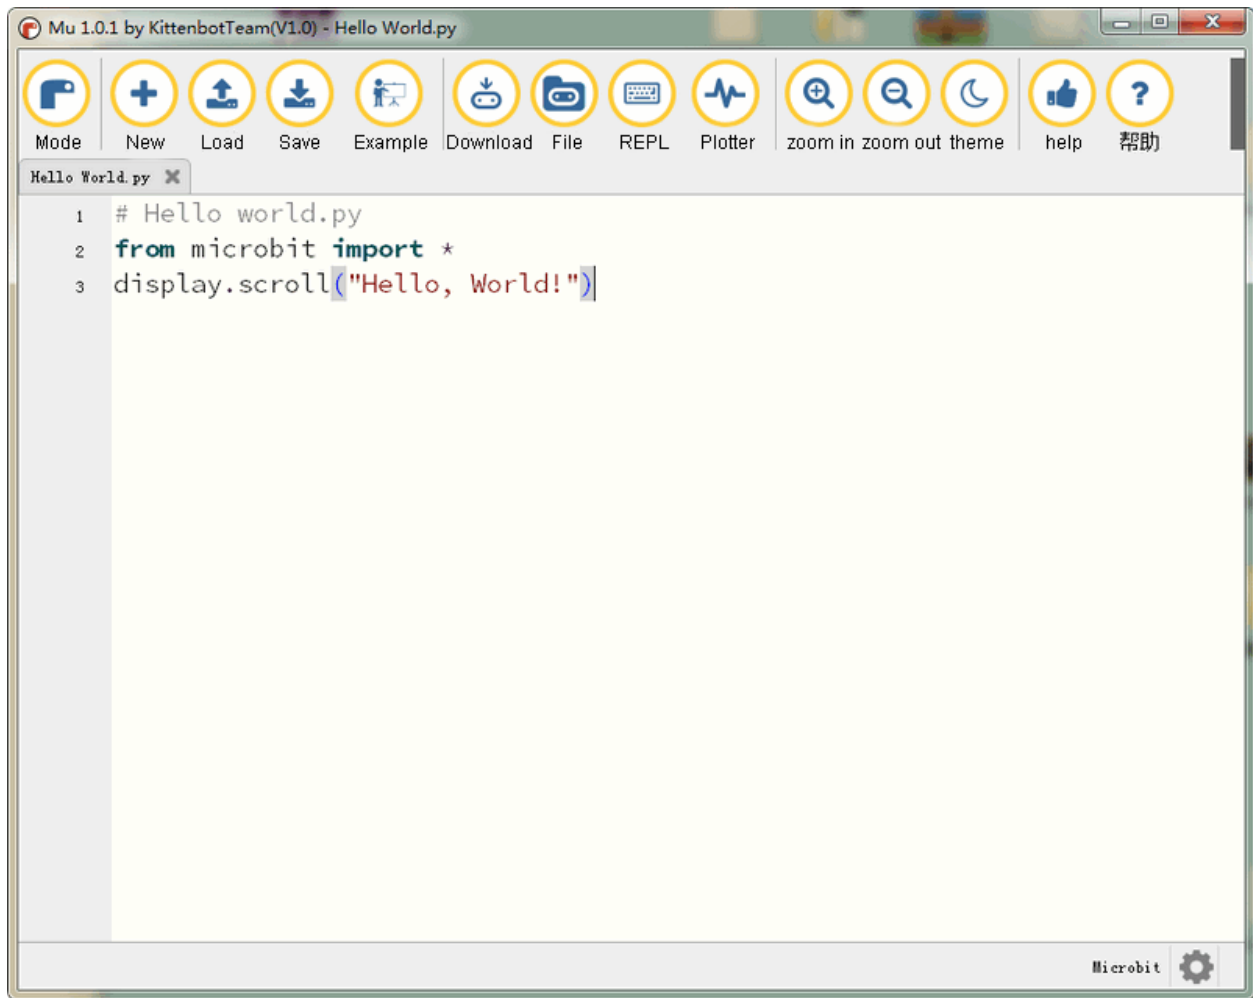 Mu 1.0.1 by KittenbotTeam(V1.0) - Hello World.py
Mode New Load Save Example Download File REPL Plotter zoom in zoom out theme help 帮助
Hello World.py
1 # Hello world.py
2 from microbit import *
3 display.scroll("Hello, World!")
Microbit